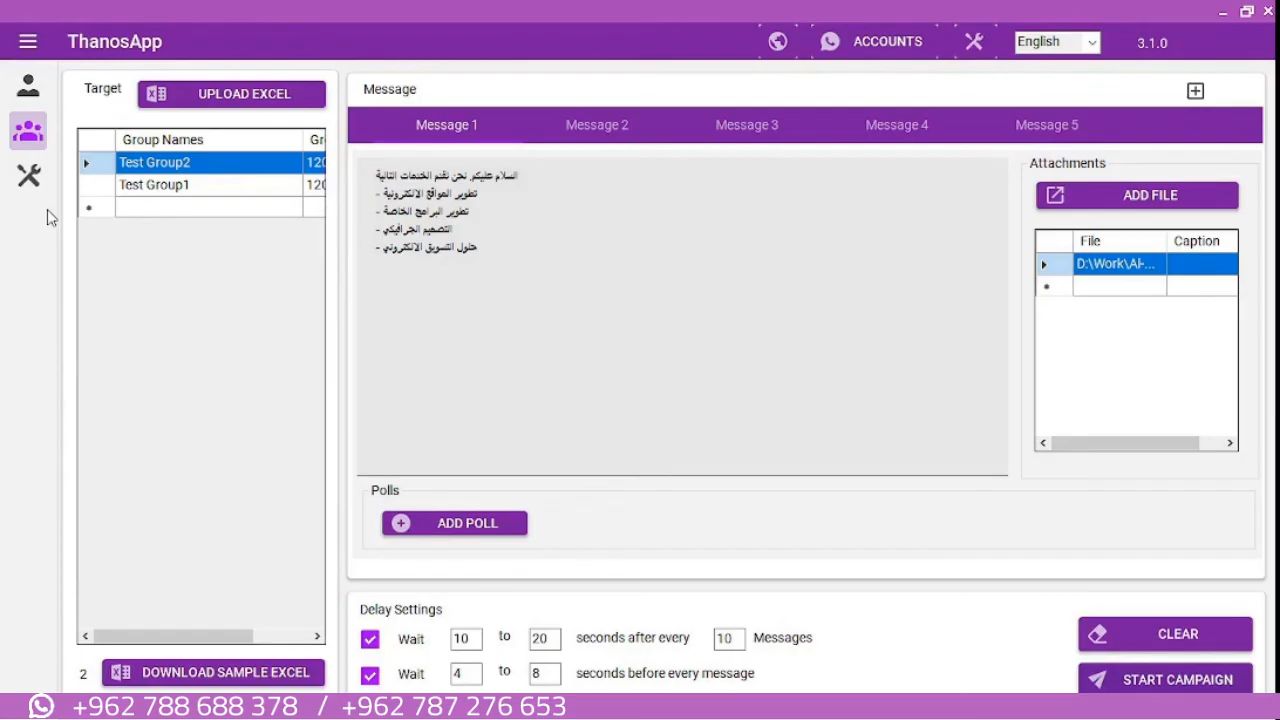 ThanosApp
ACCOUNTS
English
3.1.0
Target
UPLOAD EXCEL
Group Names
Gr
Test Group2
120
Test Group1
120
2
DOWNLOAD SAMPLE EXCEL
Message
Message 1
Message 2
Message 3
Message 4
Message 5
السلام عليكم, نحن نقدم الخدمات التالية
- تطوير المواقع الالكترونية
- تطوير البرامج الخاصة
- التصميم الجرافيكي
- حلول التسويق الالكتروني
Attachments
ADD FILE
File
Caption
D:\Work\Al-...
Polls
ADD POLL
Delay Settings
Wait 10 to 20 seconds after every 10 Messages
Wait 4 to 8 seconds before every message
CLEAR
START CAMPAIGN
+962 788 688 378 / +962 787 276 653